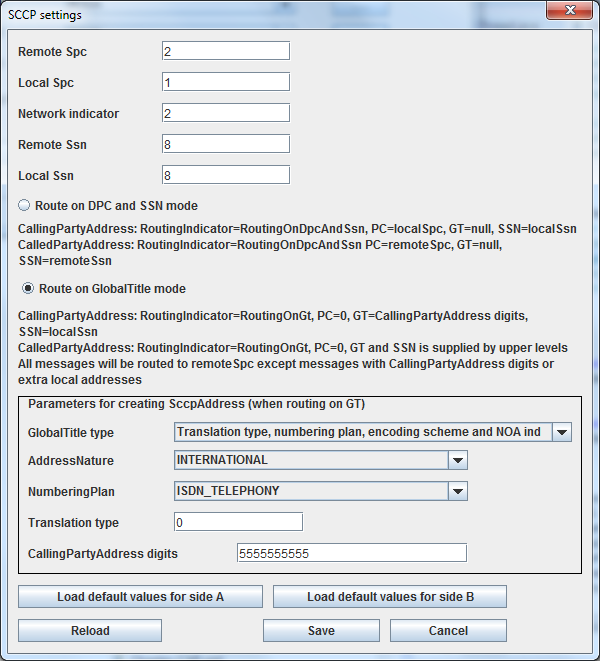 SCCP settings
Remote Spc 2
Local Spc 1
Network indicator 2
Remote Ssn 8
Local Ssn 8
Route on DPC and SSN mode
CallingPartyAddress: RoutingIndicator=RoutingOnDpcAndSsn, PC=localSpc, GT=null, SSN=localSsn
CalledPartyAddress: RoutingIndicator=RoutingOnDpcAndSsn PC=remoteSpc, GT=null,
SSN=remoteSsn
Route on GlobalTitle mode
CallingPartyAddress: RoutingIndicator=RoutingOnGt, PC=0, GT=CallingPartyAddress digits,
SSN=localSsn
CalledPartyAddress: RoutingIndicator=RoutingOnGt, PC=0, GT and SSN is supplied by upper levels
All messages will be routed to remoteSpc except messages with CallingPartyAddress digits or
extra local addresses
Parameters for creating SccpAddress (when routing on GT)
GlobalTitle type Translation type, numbering plan, encoding scheme and NOA ind
AddressNature INTERNATIONAL
NumberingPlan ISDN_TELEPHONY
Translation type 0
CallingPartyAddress digits 5555555555
Load default values for side A Load default values for side B
Reload Save Cancel